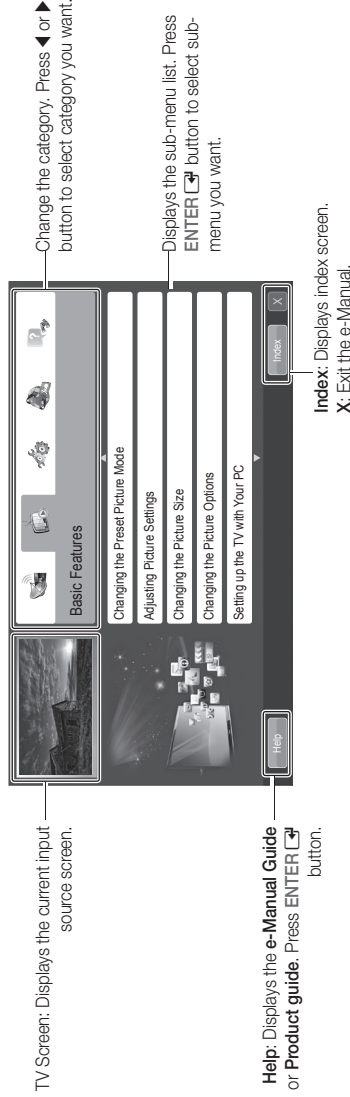 TV Screen: Displays the current input
source screen.
Change the category. Press ◀ or ▶
button to select category you want.
Basic Features
Changing the Preset Picture Mode
Adjusting Picture Settings
Changing the Picture Size
Changing the Picture Options
Setting up the TV with Your PC
Displays the sub-menu list. Press
ENTER button to select sub-
menu you want.
Help
Index
X
Help: Displays the e-Manual Guide
or Product guide. Press ENTER
button.
Index: Displays index screen.
X: Exit the e-Manual.